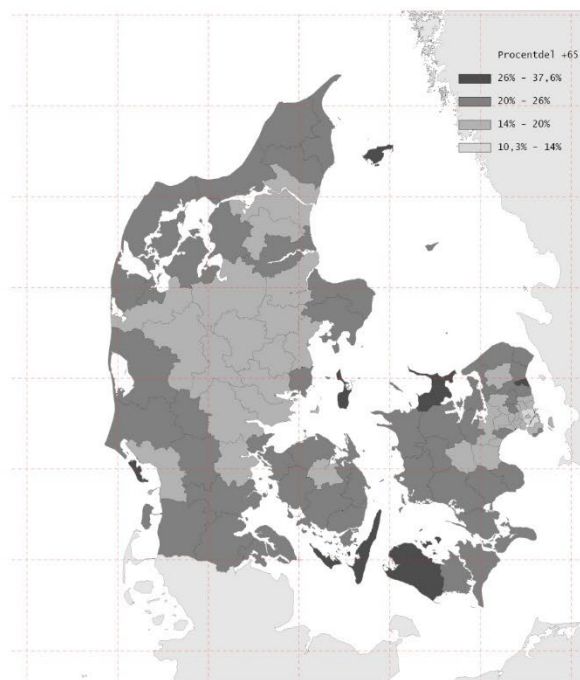 Procentdel +65
26% - 37,6%
20% - 26%
14% - 20%
10,3% - 14%